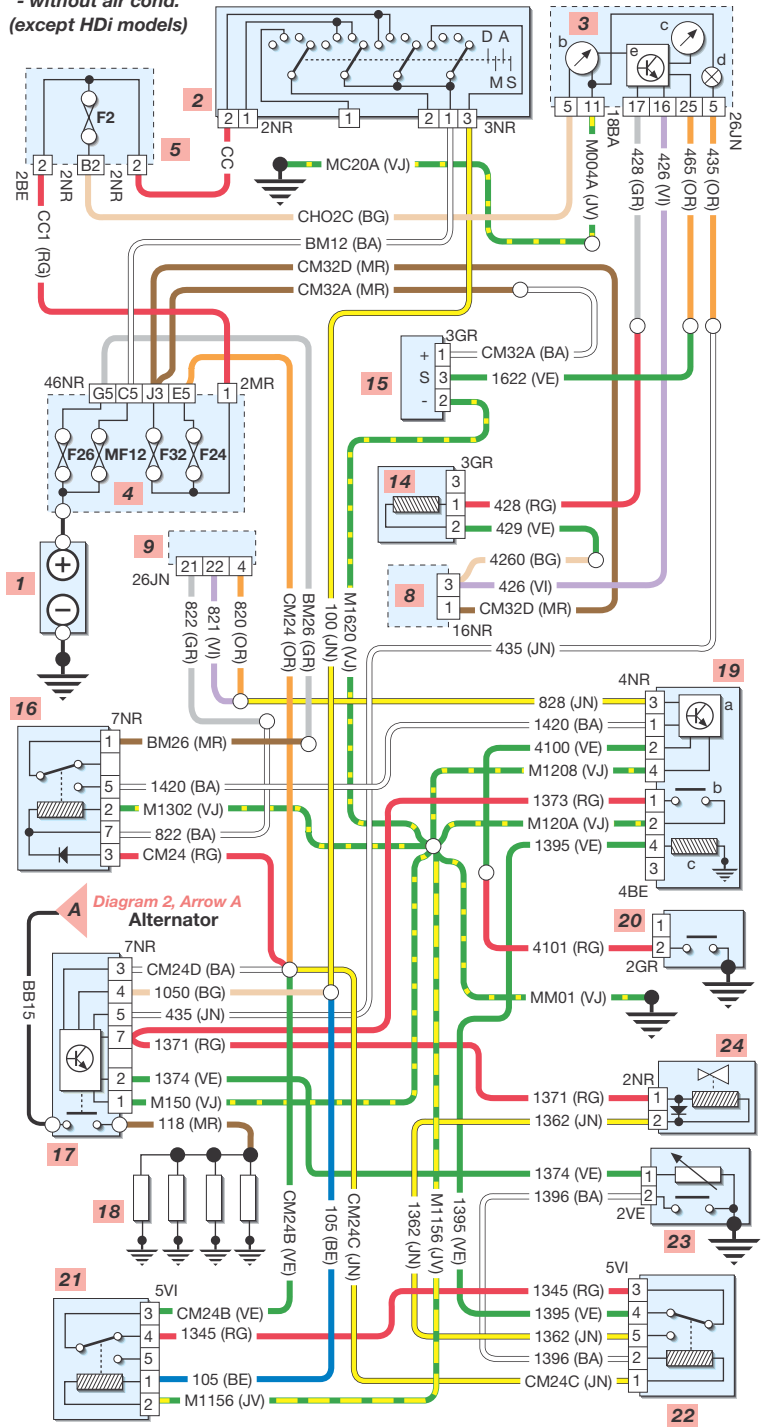 - without air cond.
(except HDi models)
2
D A
M S
2 1
2NR
1
2 1 3
3NR
3
b
c
e
d
5 11
18BA
17 16 25 5
26JN
F2
5
2
2BE
2NR
B2
2NR
2
CC
CC1 (RG)
MC20A (VJ)
M004A (JV)
428 (GR)
426 (VI)
465 (OR)
435 (OR)
CHO2C (BG)
BM12 (BA)
CM32D (MR)
CM32A (MR)
46NR
G5 C5 J3 E5
1
2MR
F26
MF12
F32
F24
4
1
+
−
15
3GR
+
S
-
1
3
2
CM32A (BA)
1622 (VE)
14
3GR
3
1
2
428 (RG)
429 (VE)
8
3
1
16NR
4260 (BG)
426 (VI)
CM32D (MR)
9
26JN
21 22 4
822 (GR)
821 (VI)
820 (OR)
CM24 (OR)
BM26 (GR)
100 (JN)
M1620 (VJ)
435 (JN)
16
7NR
1
5
2
7
3
BM26 (MR)
1420 (BA)
M1302 (VJ)
822 (BA)
CM24 (RG)
19
4NR
3
1
2
4
a
828 (JN)
1420 (BA)
4100 (VE)
M1208 (VJ)
1373 (RG)
M120A (VJ)
1395 (VE)
1
2
4
3
b
c
4BE
A
Diagram 2, Arrow A
Alternator
BB15
20
1
2
2GR
4101 (RG)
MM01 (VJ)
17
7NR
3
4
5
7
2
1
CM24D (BA)
1050 (BG)
435 (JN)
1371 (RG)
1374 (VE)
M150 (VJ)
118 (MR)
24
2NR
1
2
1371 (RG)
1362 (JN)
18
23
1
2
2VE
1374 (VE)
1396 (BA)
CM24B (VE)
105 (BE)
CM24C (JN)
1362 (JN)
M1156 (JV)
1395 (VE)
21
5VI
3
4
5
1
2
CM24B (VE)
1345 (RG)
105 (BE)
M1156 (JV)
22
5VI
3
4
5
2
1
1345 (RG)
1395 (VE)
1362 (JN)
1396 (BA)
CM24C (JN)